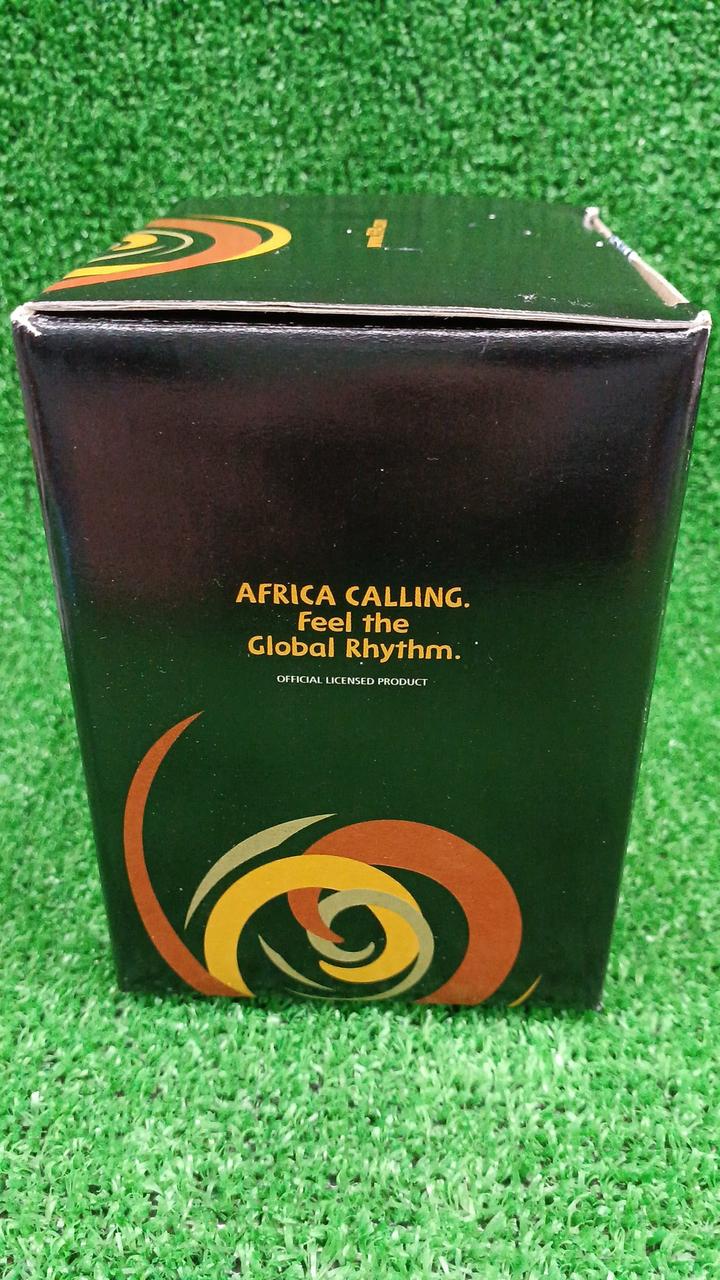 AFRICA CALLING.
Feel the
Global Rhythm.
OFFICIAL LICENSED PRODUCT